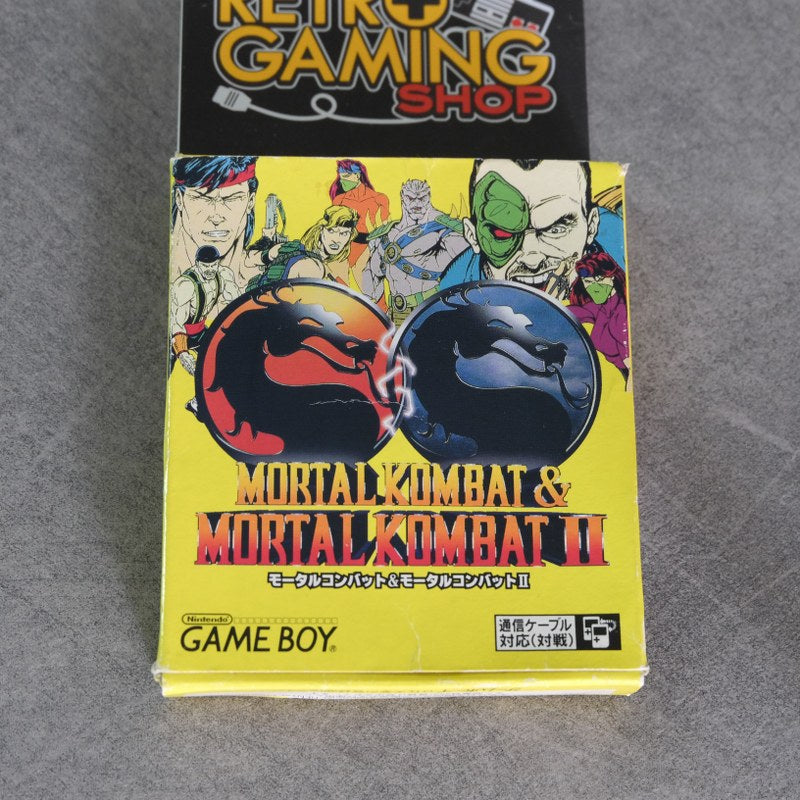 RETRO
GAMING
SHOP
MORTAL KOMBAT &
MORTAL KOMBAT II
モータルコンバット&モータルコンバットII
Nintendo
GAME BOY®
通信ケーブル
対応(対戦)